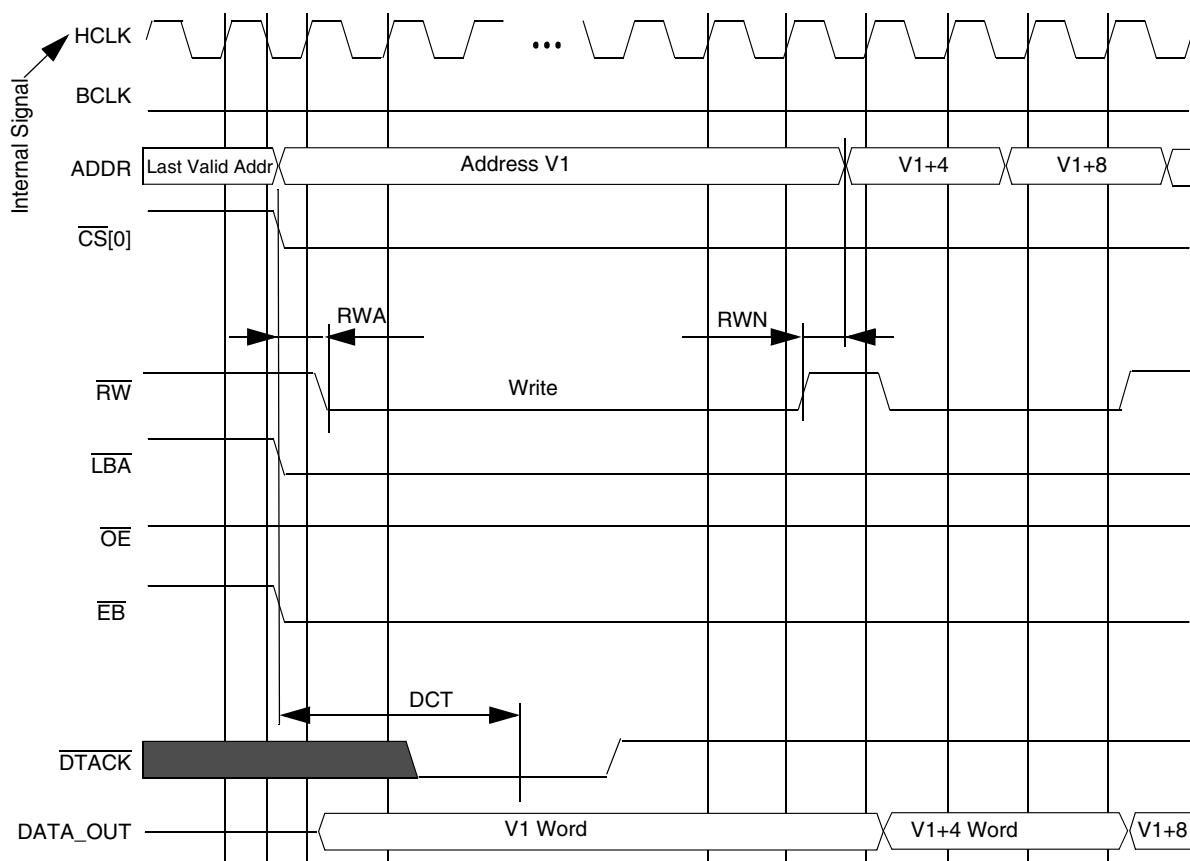 Internal Signal
HCLK
...
BCLK
ADDR
Last Valid Addr
Address V1
V1+4
V1+8
CS[0]
RWA
RWN
RW
Write
LBA
OE
EB
DCT
DTACK
DATA_OUT
V1 Word
V1+4 Word
V1+8